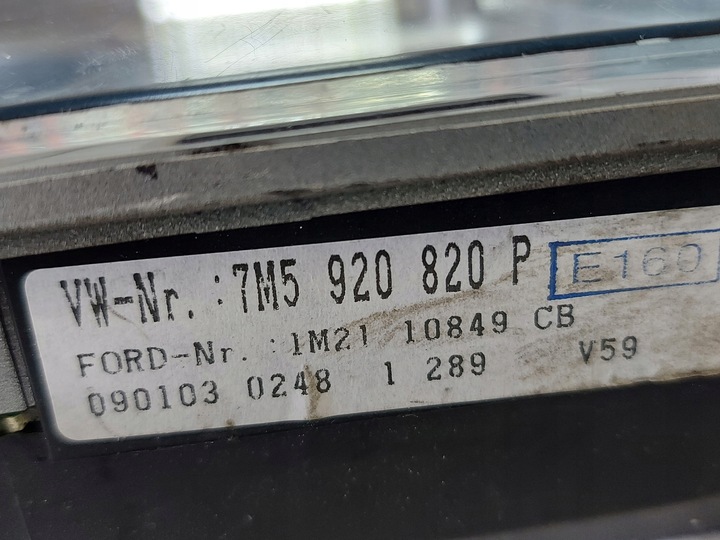 VW-Nr. :7M5 920 820 P E160
FORD-Nr. :1M21 10849 CB
090103 0248 1 289 V59